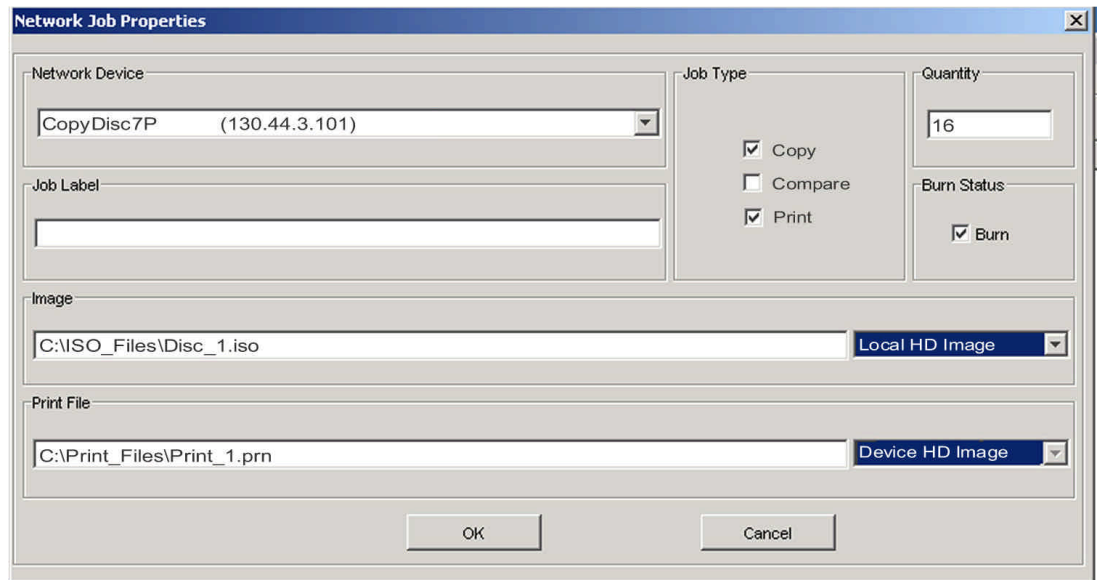 Network Job Properties
Network Device
CopyDisc7P (130.44.3.101)
Job Label
Job Type
Copy
Compare
Print
Quantity
16
Burn Status
Burn
Image
C:\ISO_Files\Disc_1.iso
Local HD Image
Print File
C:\Print_Files\Print_1.prn
Device HD Image
OK
Cancel